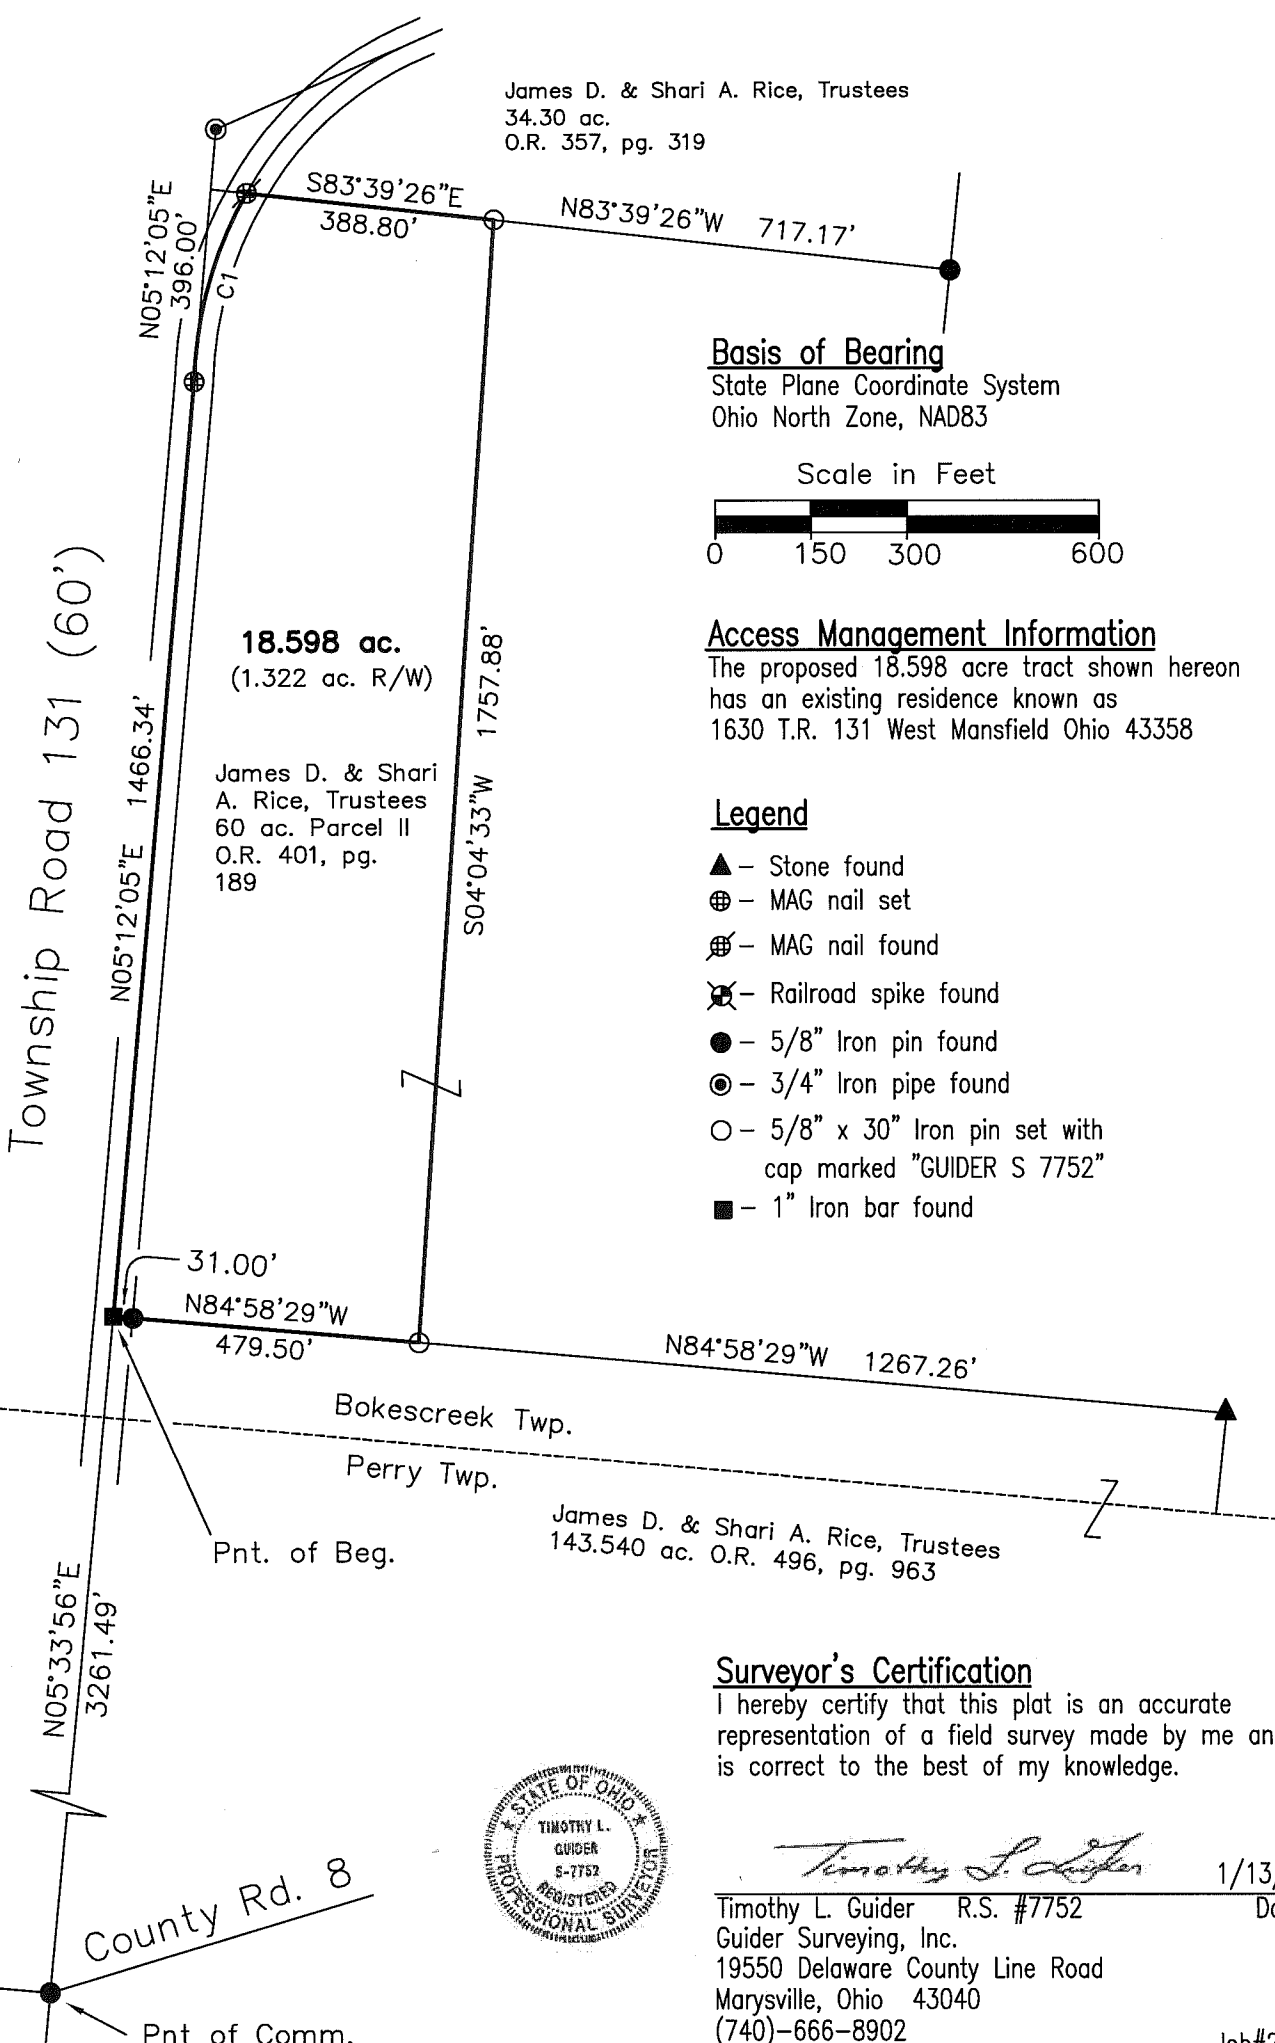 James D. & Shari A. Rice, Trustees
34.30 ac.
O.R. 357, pg. 319
S83°39'26"E
388.80'
N83°39'26"W 717.17'
N05°12'05"E
396.00'
C1
Basis of Bearing
State Plane Coordinate System
Ohio North Zone, NAD83
Scale in Feet
0 150 300 600
Township Road 131 (60')
18.598 ac.
(1.322 ac. R/W)
N05°12'05"E 1466.34'
S04°04'33"W 1757.88'
James D. & Shari
A. Rice, Trustees
60 ac. Parcel II
O.R. 401, pg.
189
Access Management Information
The proposed 18.598 acre tract shown hereon
has an existing residence known as
1630 T.R. 131 West Mansfield Ohio 43358
Legend
– Stone found
– MAG nail set
– MAG nail found
– Railroad spike found
– 5/8" Iron pin found
– 3/4" Iron pipe found
– 5/8" x 30" Iron pin set with
cap marked "GUIDER S 7752"
– 1" Iron bar found
31.00'
N84°58'29"W
479.50'
N84°58'29"W 1267.26'
Bokescreek Twp.
Perry Twp.
Pnt. of Beg.
James D. & Shari A. Rice, Trustees
143.540 ac. O.R. 496, pg. 963
N05°33'56"E
3261.49'
Surveyor's Certification
I hereby certify that this plat is an accurate
representation of a field survey made by me an
is correct to the best of my knowledge.
STATE OF OHIO
TIMOTHY L.
GUIDER
S-7752
REGISTERED
PROFESSIONAL SURVEYOR
Timothy L. Guider 1/13/
Timothy L. Guider R.S. #7752 Da
Guider Surveying, Inc.
19550 Delaware County Line Road
Marysville, Ohio 43040
(740)-666-8902
County Rd. 8
Pnt. of Comm.